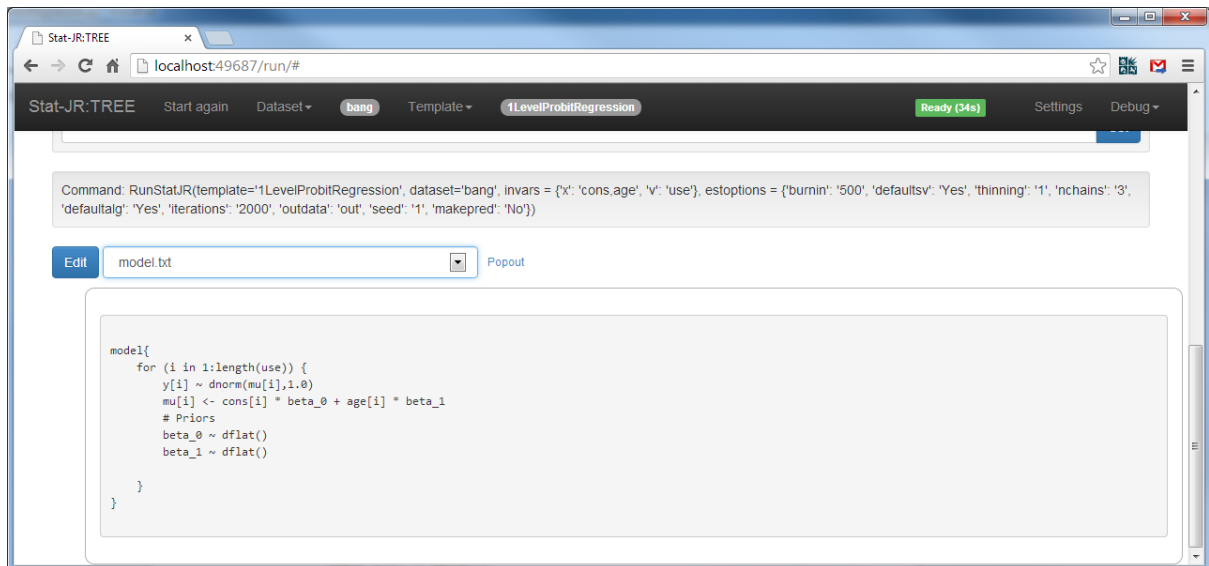 Stat-JR:TREE
localhost:49687/run/#
Stat-JR:TREE Start again Dataset bang Template 1LevelProbitRegression Ready (34s) Settings Debug
Command: RunStatJR(template='1LevelProbitRegression', dataset='bang', invars = {'x': 'cons,age', 'v': 'use'}, estoptions = {'burnin': '500', 'defaultsv': 'Yes', 'thinning': '1', 'nchains': '3',
'defaultalg': 'Yes', 'iterations': '2000', 'outdata': 'out', 'seed': '1', 'makepred': 'No'})
Edit model.txt Popout
model{
for (i in 1:length(use)) {
y[i] ~ dnorm(mu[i],1.0)
mu[i] <- cons[i] * beta_0 + age[i] * beta_1
# Priors
beta_0 ~ dflat()
beta_1 ~ dflat()
}
}